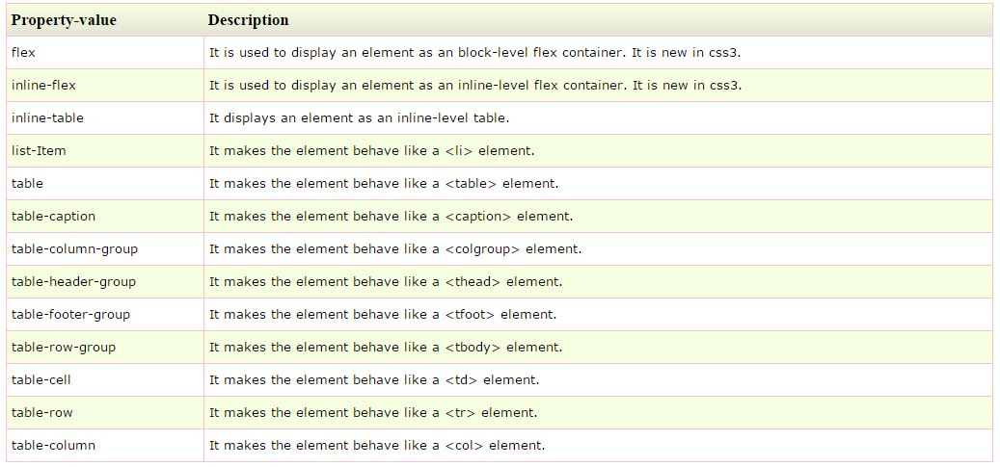 Property-value Description
flex It is used to display an element as an block-level flex container. It is new in css3.
inline-flex It is used to display an element as an inline-level flex container. It is new in css3.
inline-table It displays an element as an inline-level table.
list-Item It makes the element behave like a <li> element.
table It makes the element behave like a <table> element.
table-caption It makes the element behave like a <caption> element.
table-column-group It makes the element behave like a <colgroup> element.
table-header-group It makes the element behave like a <thead> element.
table-footer-group It makes the element behave like a <tfoot> element.
table-row-group It makes the element behave like a <tbody> element.
table-cell It makes the element behave like a <td> element.
table-row It makes the element behave like a <tr> element.
table-column It makes the element behave like a <col> element.